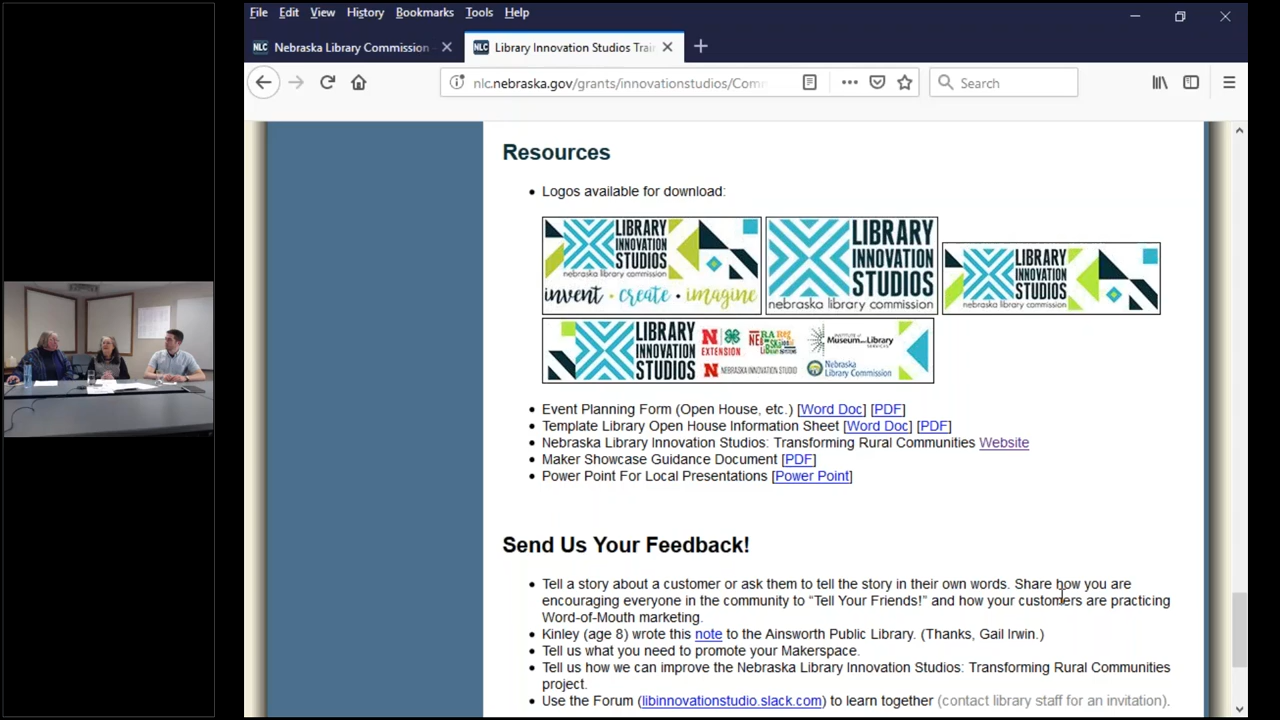 File Edit View History Bookmarks Tools Help
NLC Nebraska Library Commission -
NLC Library Innovation Studios Trai
nlc.nebraska.gov/grants/innovationstudios/Com
Search
Resources
Logos available for download:
LIBRARY INNOVATION STUDIOS
nebraska library commission
invent • create • imagine
LIBRARY INNOVATION STUDIOS
nebraska library commission
LIBRARY INNOVATION STUDIOS
nebraska library commission
LIBRARY INNOVATION STUDIOS
N EXTENSION
N NEBRASKA INNOVATION STUDIO
INSTITUTE of Museum and Library SERVICES
Nebraska Library Commission
Event Planning Form (Open House, etc.) [Word Doc] [PDF]
Template Library Open House Information Sheet [Word Doc] [PDF]
Nebraska Library Innovation Studios: Transforming Rural Communities Website
Maker Showcase Guidance Document [PDF]
Power Point For Local Presentations [Power Point]
Send Us Your Feedback!
Tell a story about a customer or ask them to tell the story in their own words. Share how you are
encouraging everyone in the community to “Tell Your Friends!” and how your customers are practicing
Word-of-Mouth marketing.
Kinley (age 8) wrote this note to the Ainsworth Public Library. (Thanks, Gail Irwin.)
Tell us what you need to promote your Makerspace.
Tell us how we can improve the Nebraska Library Innovation Studios: Transforming Rural Communities
project.
Use the Forum (libinnovationstudio.slack.com) to learn together (contact library staff for an invitation).